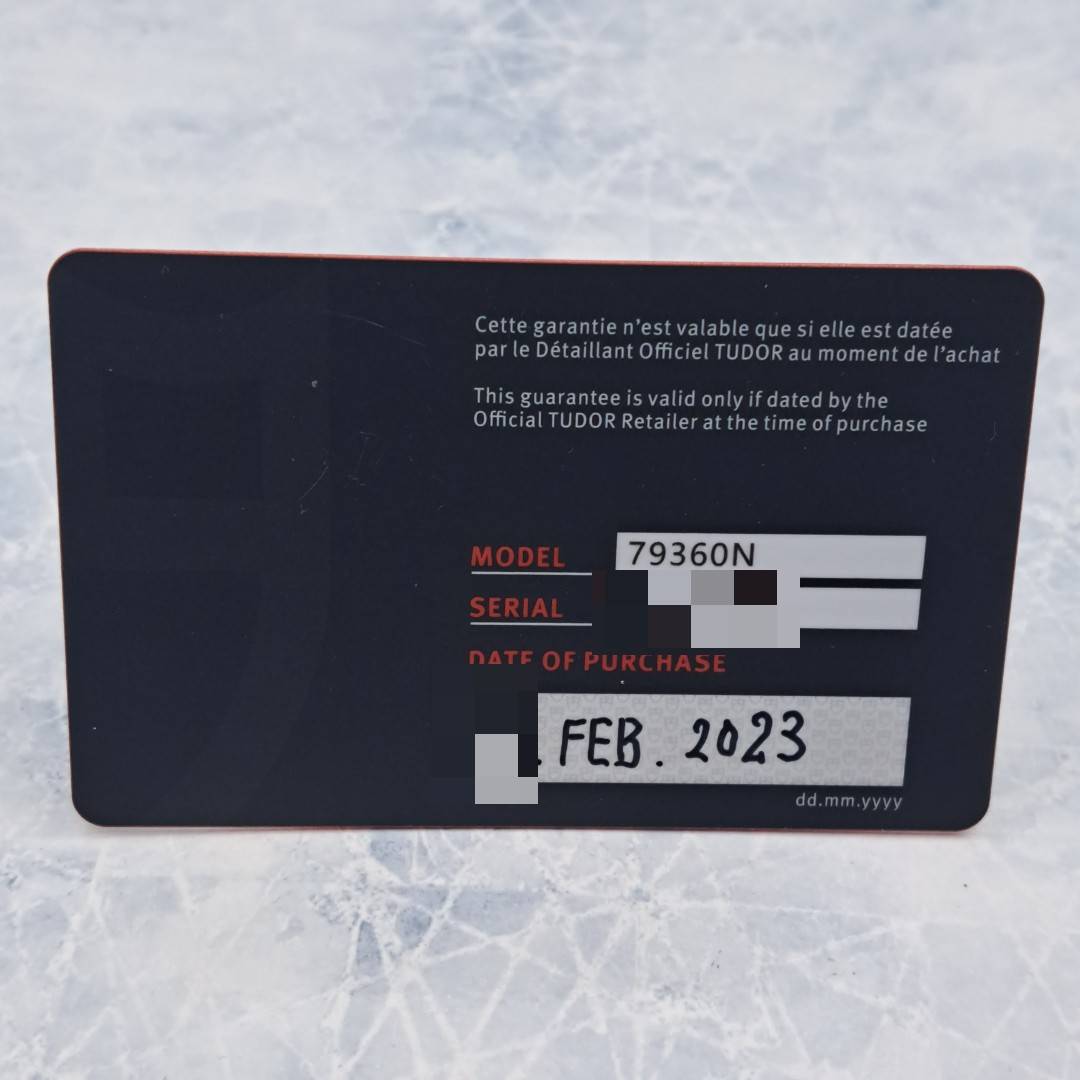 Cette garantie n'est valable que si elle est datée
par le Détaillant Officiel TUDOR au moment de l'achat
This guarantee is valid only if dated by the
Official TUDOR Retailer at the time of purchase
MODEL 79360N
SERIAL
DATE OF PURCHASE
. FEB. 2023
dd.mm.yyyy